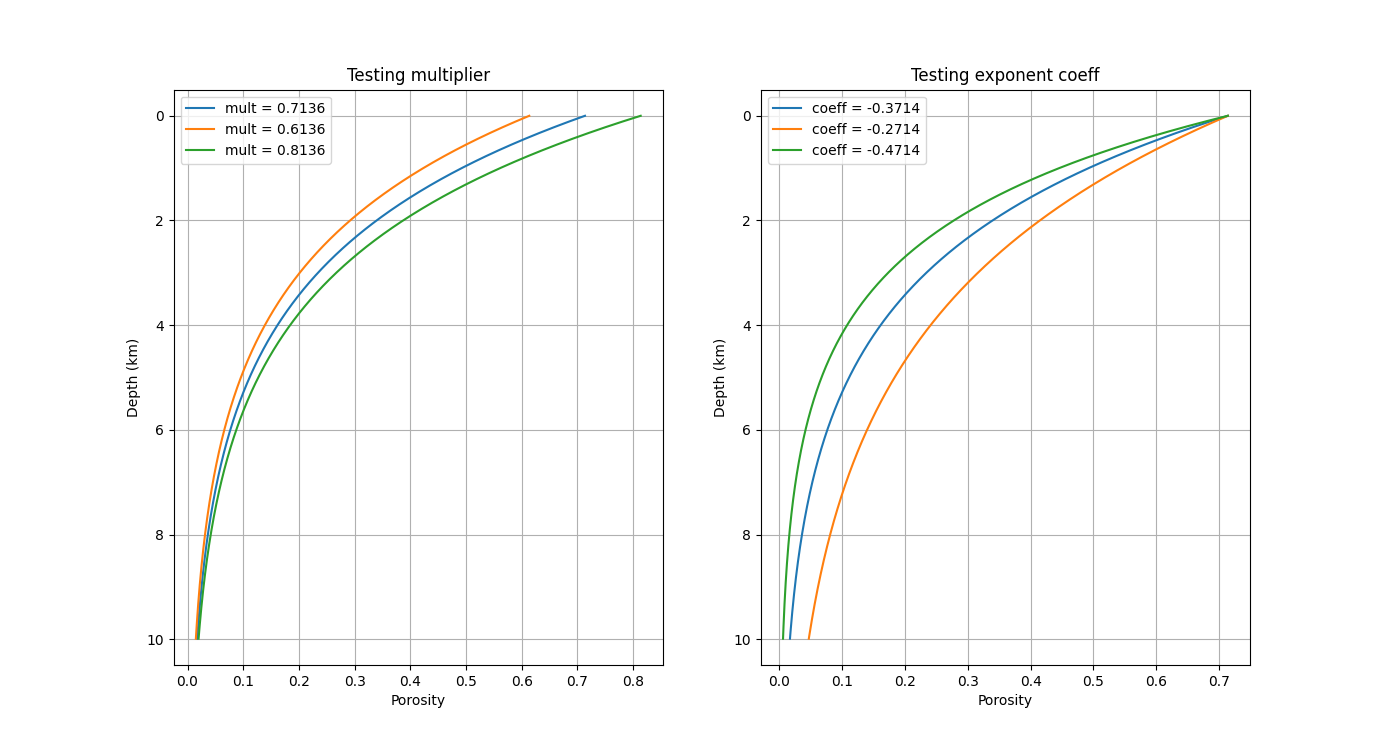 Testing multiplier
mult = 0.7136
mult = 0.6136
mult = 0.8136
0
2
4
6
8
10
Depth (km)
0.0 0.1 0.2 0.3 0.4 0.5 0.6 0.7 0.8
Porosity
Testing exponent coeff
coeff = -0.3714
coeff = -0.2714
coeff = -0.4714
0
2
4
6
8
10
Depth (km)
0.0 0.1 0.2 0.3 0.4 0.5 0.6 0.7
Porosity